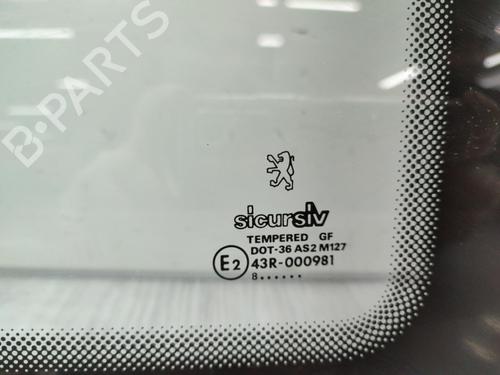 B-PARTS
sicursiv
TEMPERED GF
DOT-36 AS2 M127
E2 43R-000981
8......